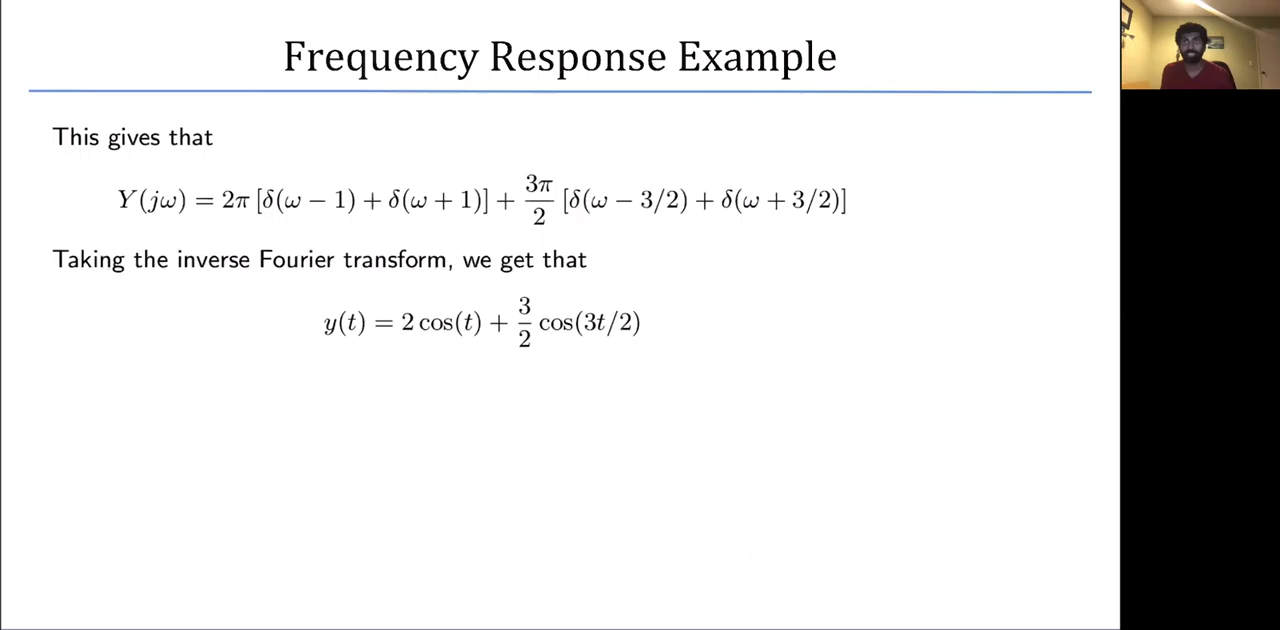 Frequency Response Example
This gives that
Y(jω) = 2π [δ(ω − 1) + δ(ω + 1)] + 3π/2 [δ(ω − 3/2) + δ(ω + 3/2)]
Taking the inverse Fourier transform, we get that
y(t) = 2 cos(t) + 3/2 cos(3t/2)